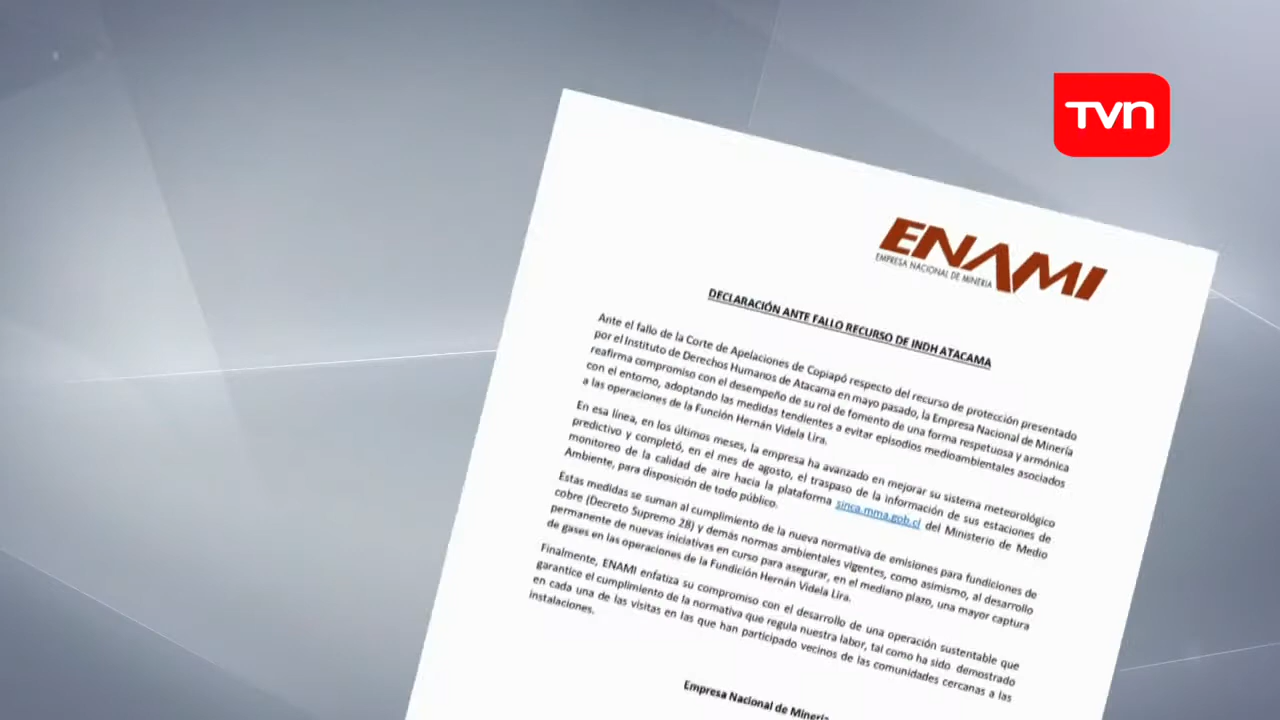 TVN
ENAMI
EMPRESA NACIONAL DE MINERÍA
DECLARACIÓN ANTE FALLO RECURSO DE INDH ATACAMA
Ante el fallo de la Corte de Apelaciones de Copiapó respecto del recurso de protección presentado
por el Instituto de Derechos Humanos de Atacama en mayo pasado, la Empresa Nacional de Minería
reafirma compromiso con el desempeño de su rol de fomento de una forma respetuosa y armónica
con el entorno, adoptando las medidas tendientes a evitar episodios medioambientales asociados
a las operaciones de la Función Hernán Videla Lira.
En esa línea, en los últimos meses, la empresa ha avanzado en mejorar su sistema meteorológico
predictivo y completó, en el mes de agosto, el traspaso de la información de sus estaciones de
monitoreo de la calidad de aire hacia la plataforma sinca.mma.gob.cl del Ministerio de Medio
Ambiente, para disposición de todo público.
Estas medidas se suman al cumplimiento de la nueva normativa de emisiones para fundiciones de
cobre (Decreto Supremo 28) y demás normas ambientales vigentes, como asimismo, al desarrollo
permanente de nuevas iniciativas en curso para asegurar, en el mediano plazo, una mayor captura
de gases en las operaciones de la Fundición Hernán Videla Lira.
Finalmente, ENAMI enfatiza su compromiso con el desarrollo de una operación sustentable que
garantice el cumplimiento de la normativa que regula nuestra labor, tal como ha sido demostrado
en cada una de las visitas en las que han participado vecinos de las comunidades cercanas a las
instalaciones.
Empresa Nacional de Minería